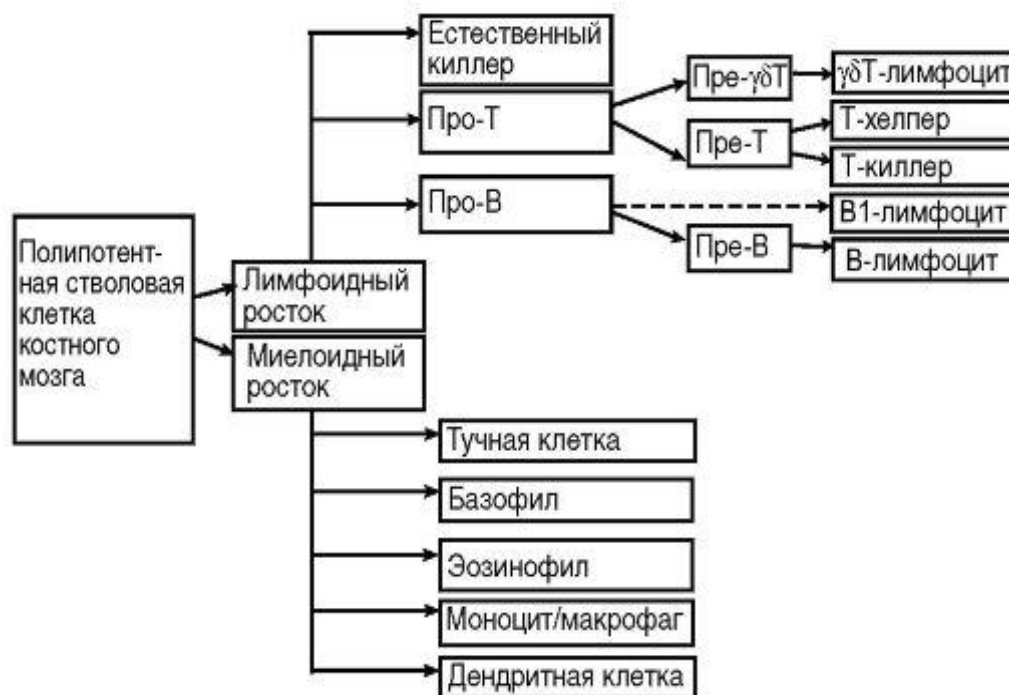 Естественный
киллер
Про-Т
Про-В
Пре-γδТ
Пре-Т
Пре-В
γδТ-лимфоцит
Т-хелпер
Т-киллер
В1-лимфоцит
В-лимфоцит
Полипотент-
ная стволовая
клетка
костного
мозга
Лимфоидный
росток
Миелоидный
росток
Тучная клетка
Базофил
Эозинофил
Моноцит/макрофаг
Дендритная клетка